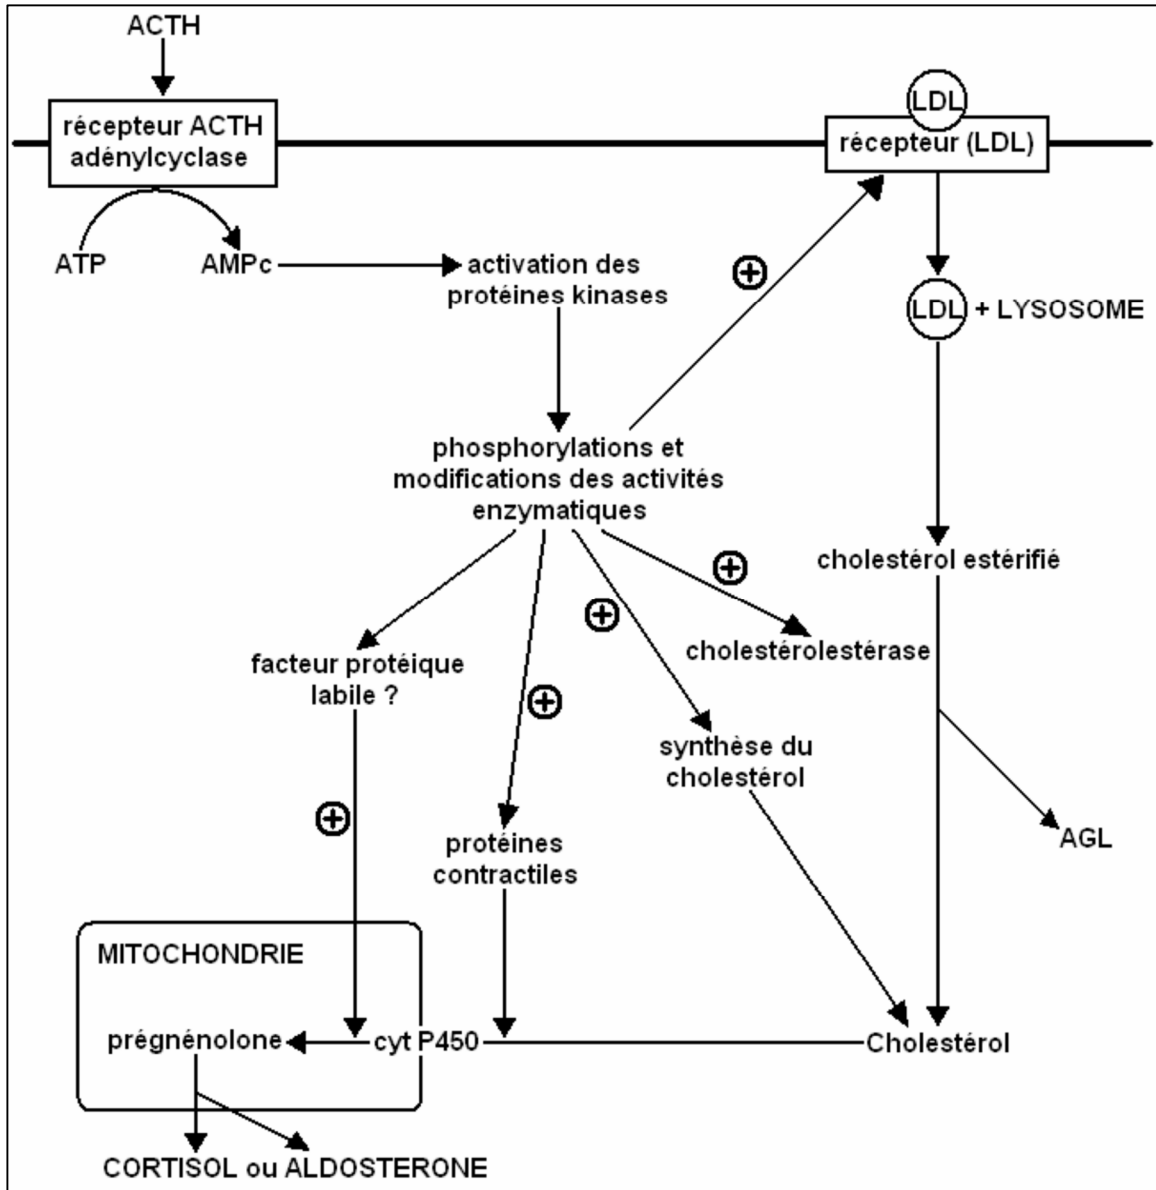 ACTH
récepteur ACTH
adénylcyclase
LDL
récepteur (LDL)
ATP
AMPc
activation des
protéines kinases
LDL + LYSOSOME
phosphorylations et
modifications des activités
enzymatiques
cholestérol estérifié
cholestérolestérase
facteur protéique
labile ?
synthèse du
cholestérol
protéines
contractiles
AGL
MITOCHONDRIE
prégnénolone
cyt P450
Cholestérol
CORTISOL ou ALDOSTERONE